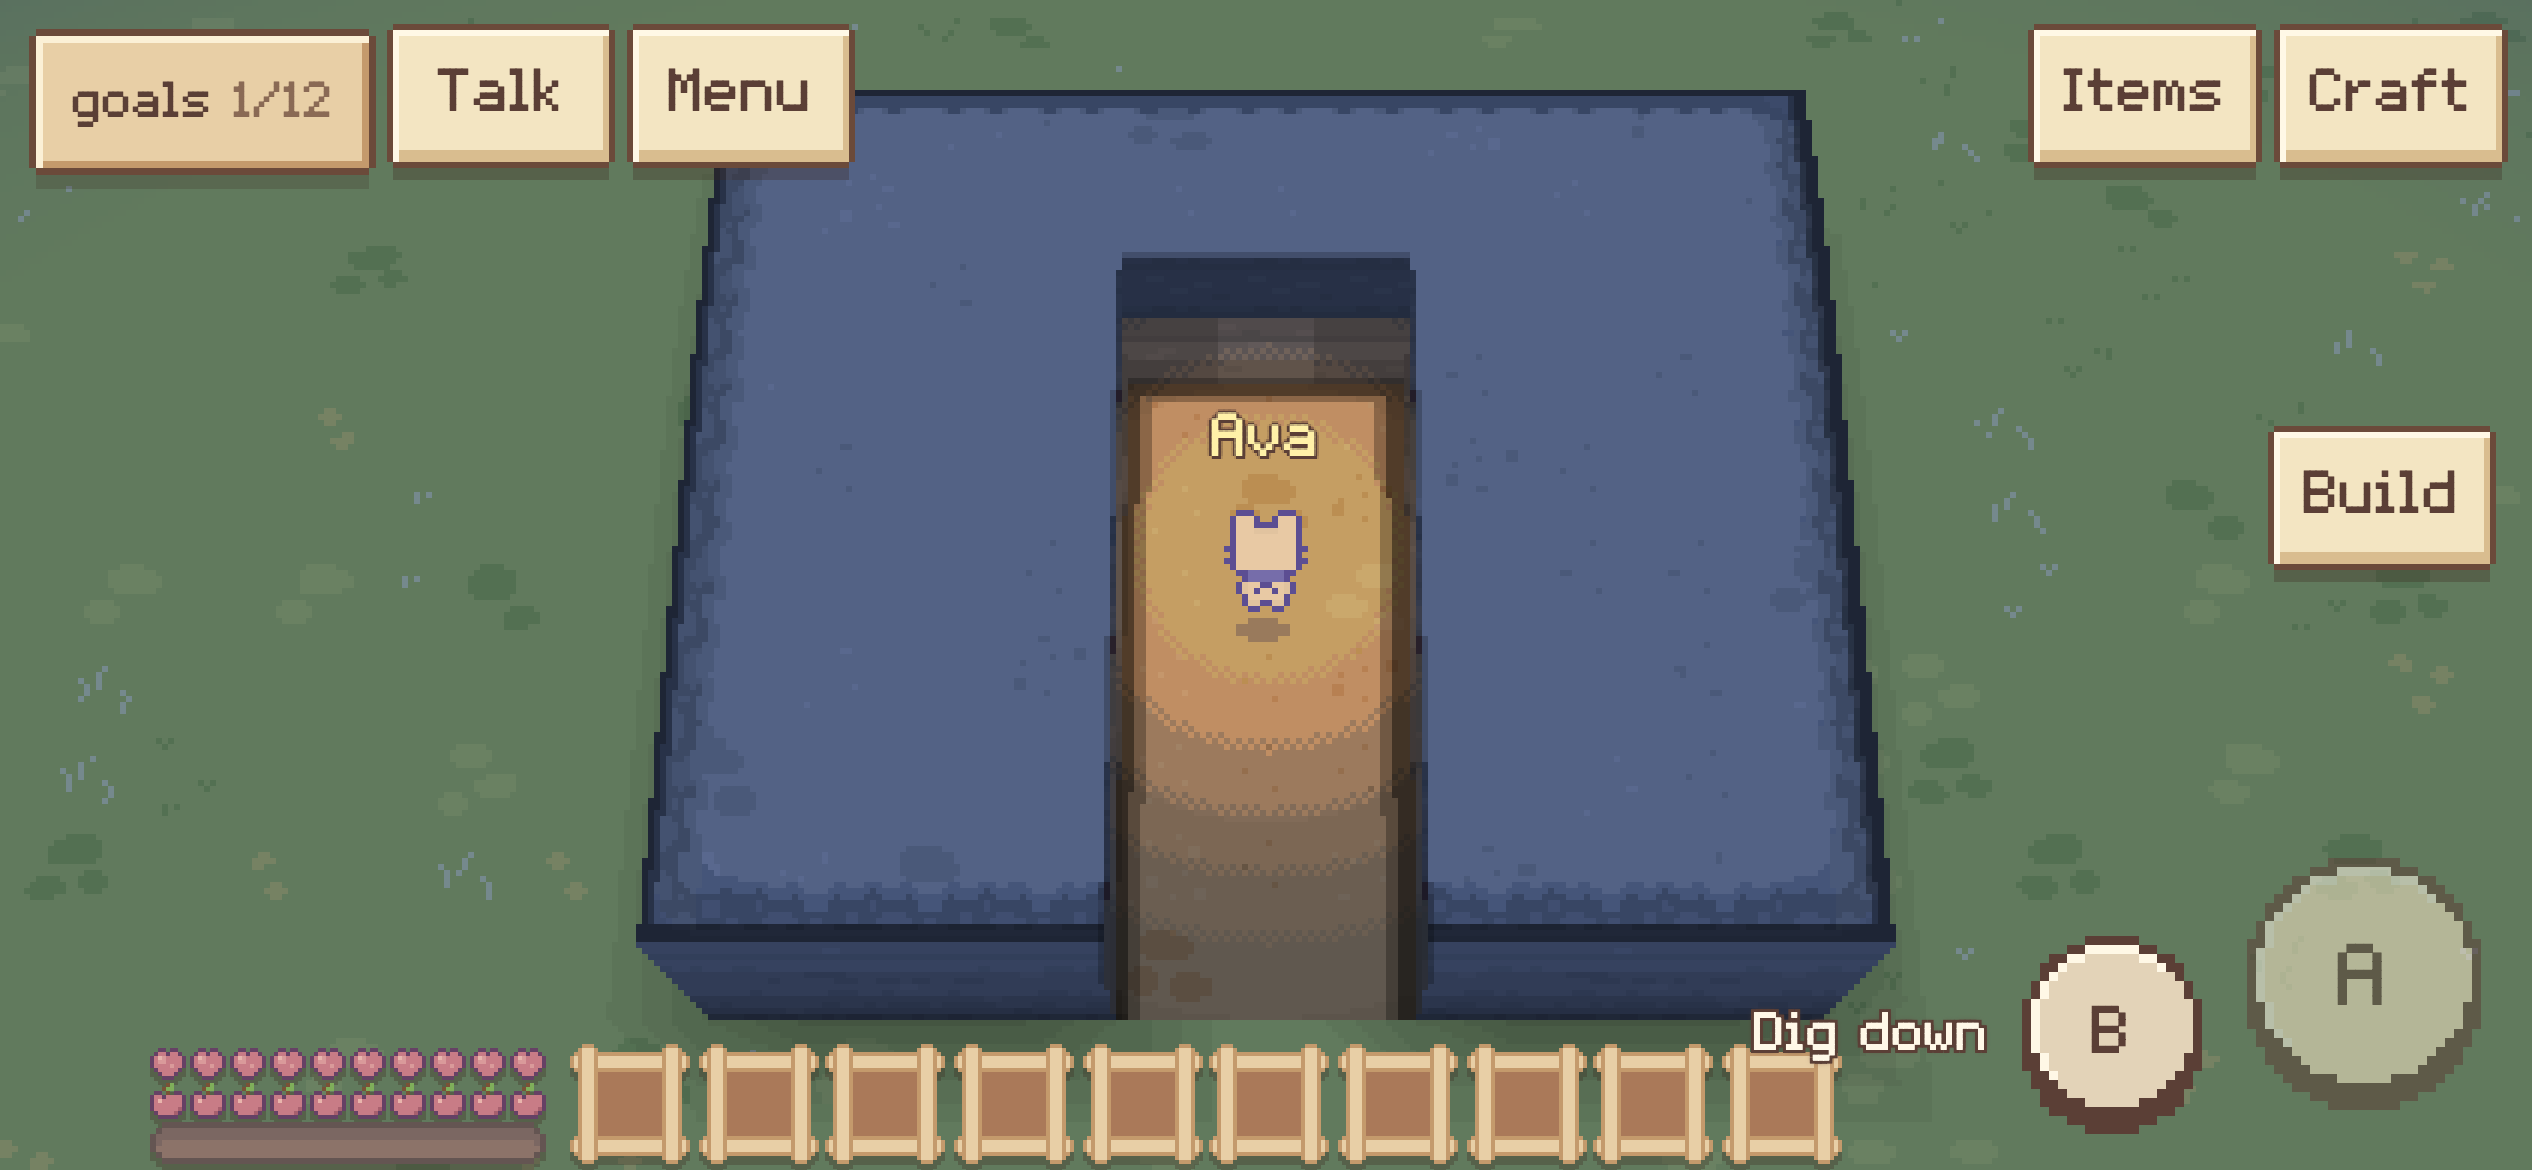 goals 1/12
Talk
Menu
Items
Craft
Ava
Build
A
B
Dig down